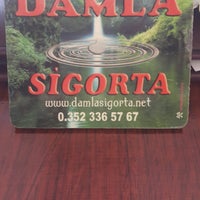 DAMLA
SİGORTA
www.damlasigorta.net
0.352 336 57 67